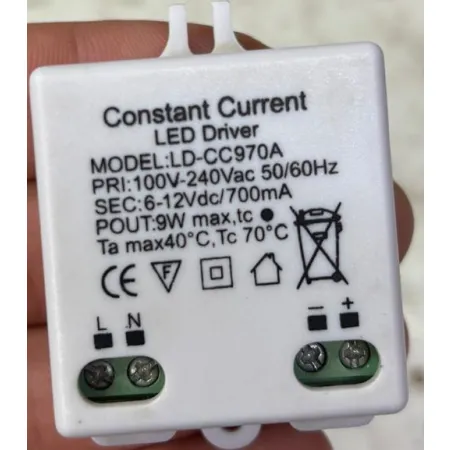 Constant Current
LED Driver
MODEL:LD-CC970A
PRI:100V-240Vac 50/60Hz
SEC:6-12Vdc/700mA
POUT:9W max,tc ●
Ta max40°C,Tc 70°C
CE F
L N − +